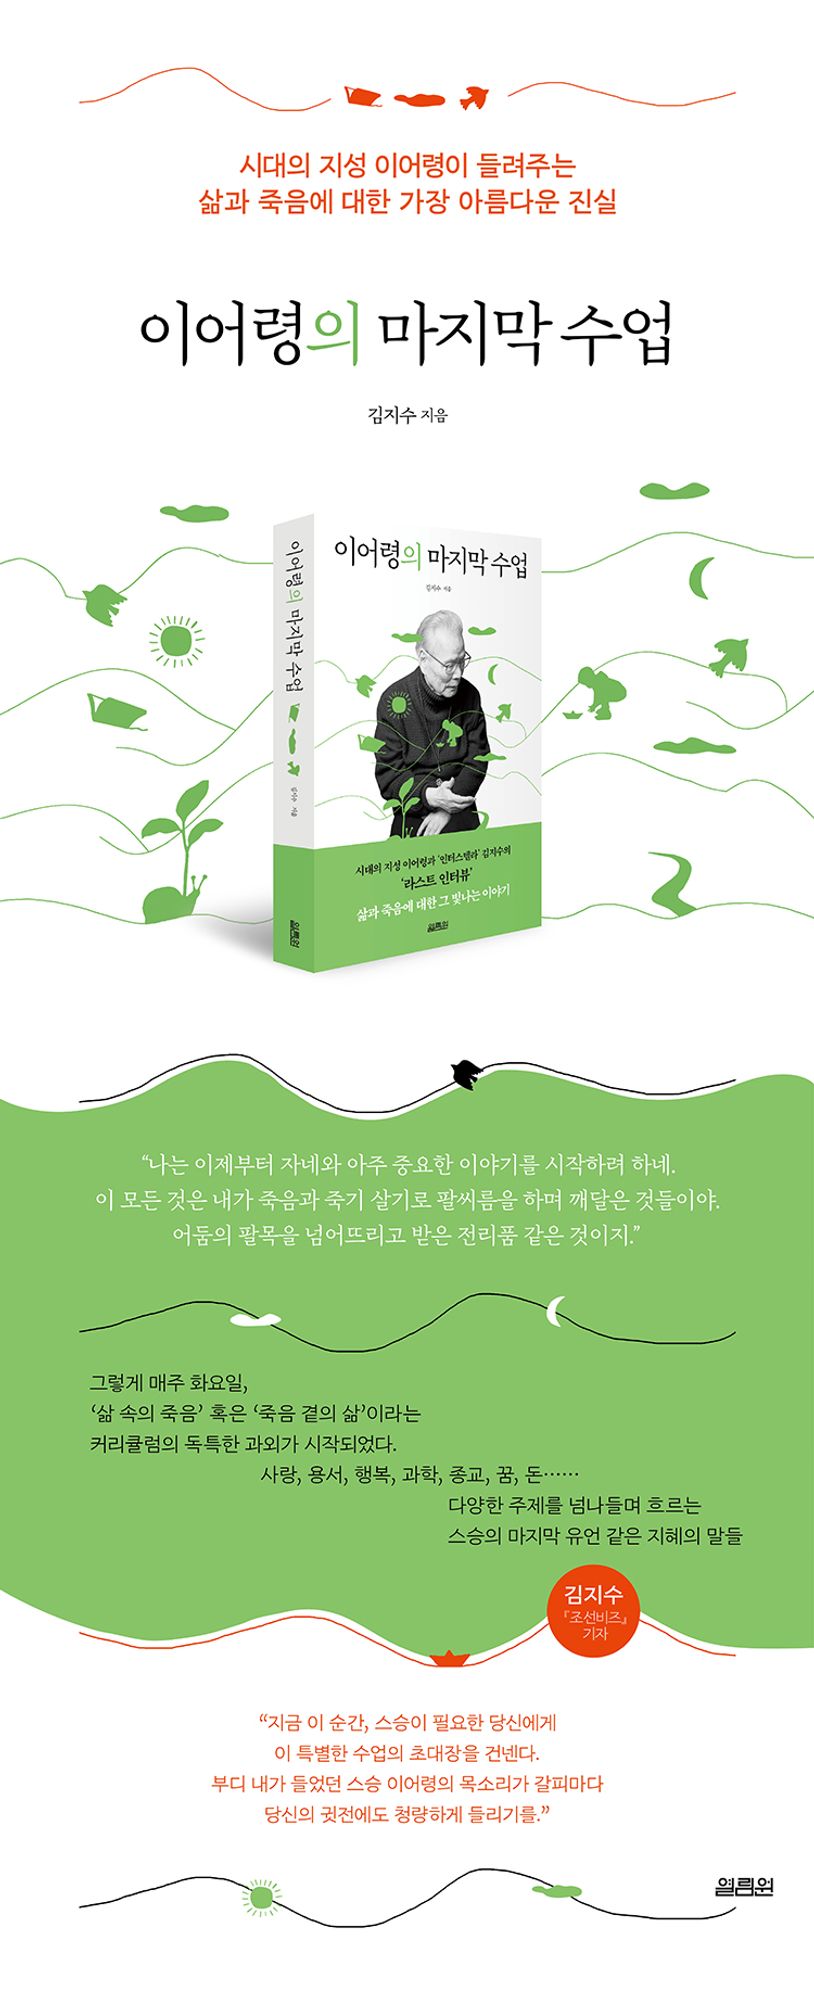 시대의 지성 이어령이 들려주는
삶과 죽음에 대한 가장 아름다운 진실
이어령의 마지막 수업
김지수 지음
이어령의 마지막 수업
김지수 지음
열림원
이어령의 마지막 수업
김지수 지음
시대의 지성 이어령과 ‘인터스텔라’ 김지수의
‘라스트 인터뷰’
삶과 죽음에 대한 그 빛나는 이야기
열림원
“나는 이제부터 자네와 아주 중요한 이야기를 시작하려 하네.
이 모든 것은 내가 죽음과 죽기 살기로 팔씨름을 하며 깨달은 것들이야.
어둠의 팔목을 넘어뜨리고 받은 전리품 같은 것이지.”
그렇게 매주 화요일,
‘삶 속의 죽음’ 혹은 ‘죽음 곁의 삶’이라는
커리큘럼의 독특한 과외가 시작되었다.
사랑, 용서, 행복, 과학, 종교, 꿈, 돈……
다양한 주제를 넘나들며 흐르는
스승의 마지막 유언 같은 지혜의 말들
김지수
『조선비즈』
기자
“지금 이 순간, 스승이 필요한 당신에게
이 특별한 수업의 초대장을 건넨다.
부디 내가 들었던 스승 이어령의 목소리가 갈피마다
당신의 귓전에도 청량하게 들리기를.”
열림원